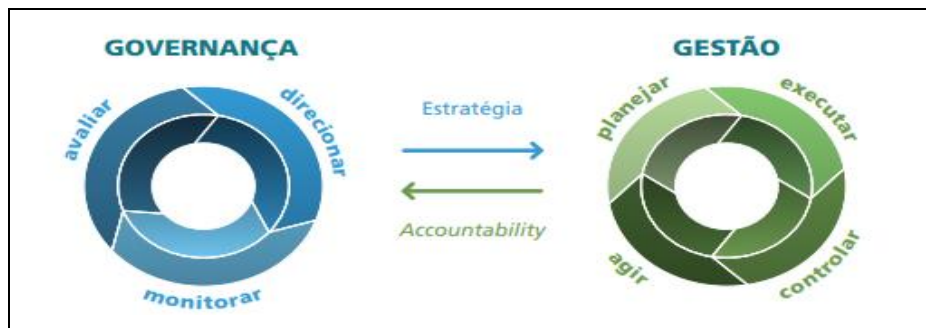 GOVERNANÇA
avaliar
direcionar
monitorar
Estratégia
Accountability
GESTÃO
planejar
executar
controlar
agir